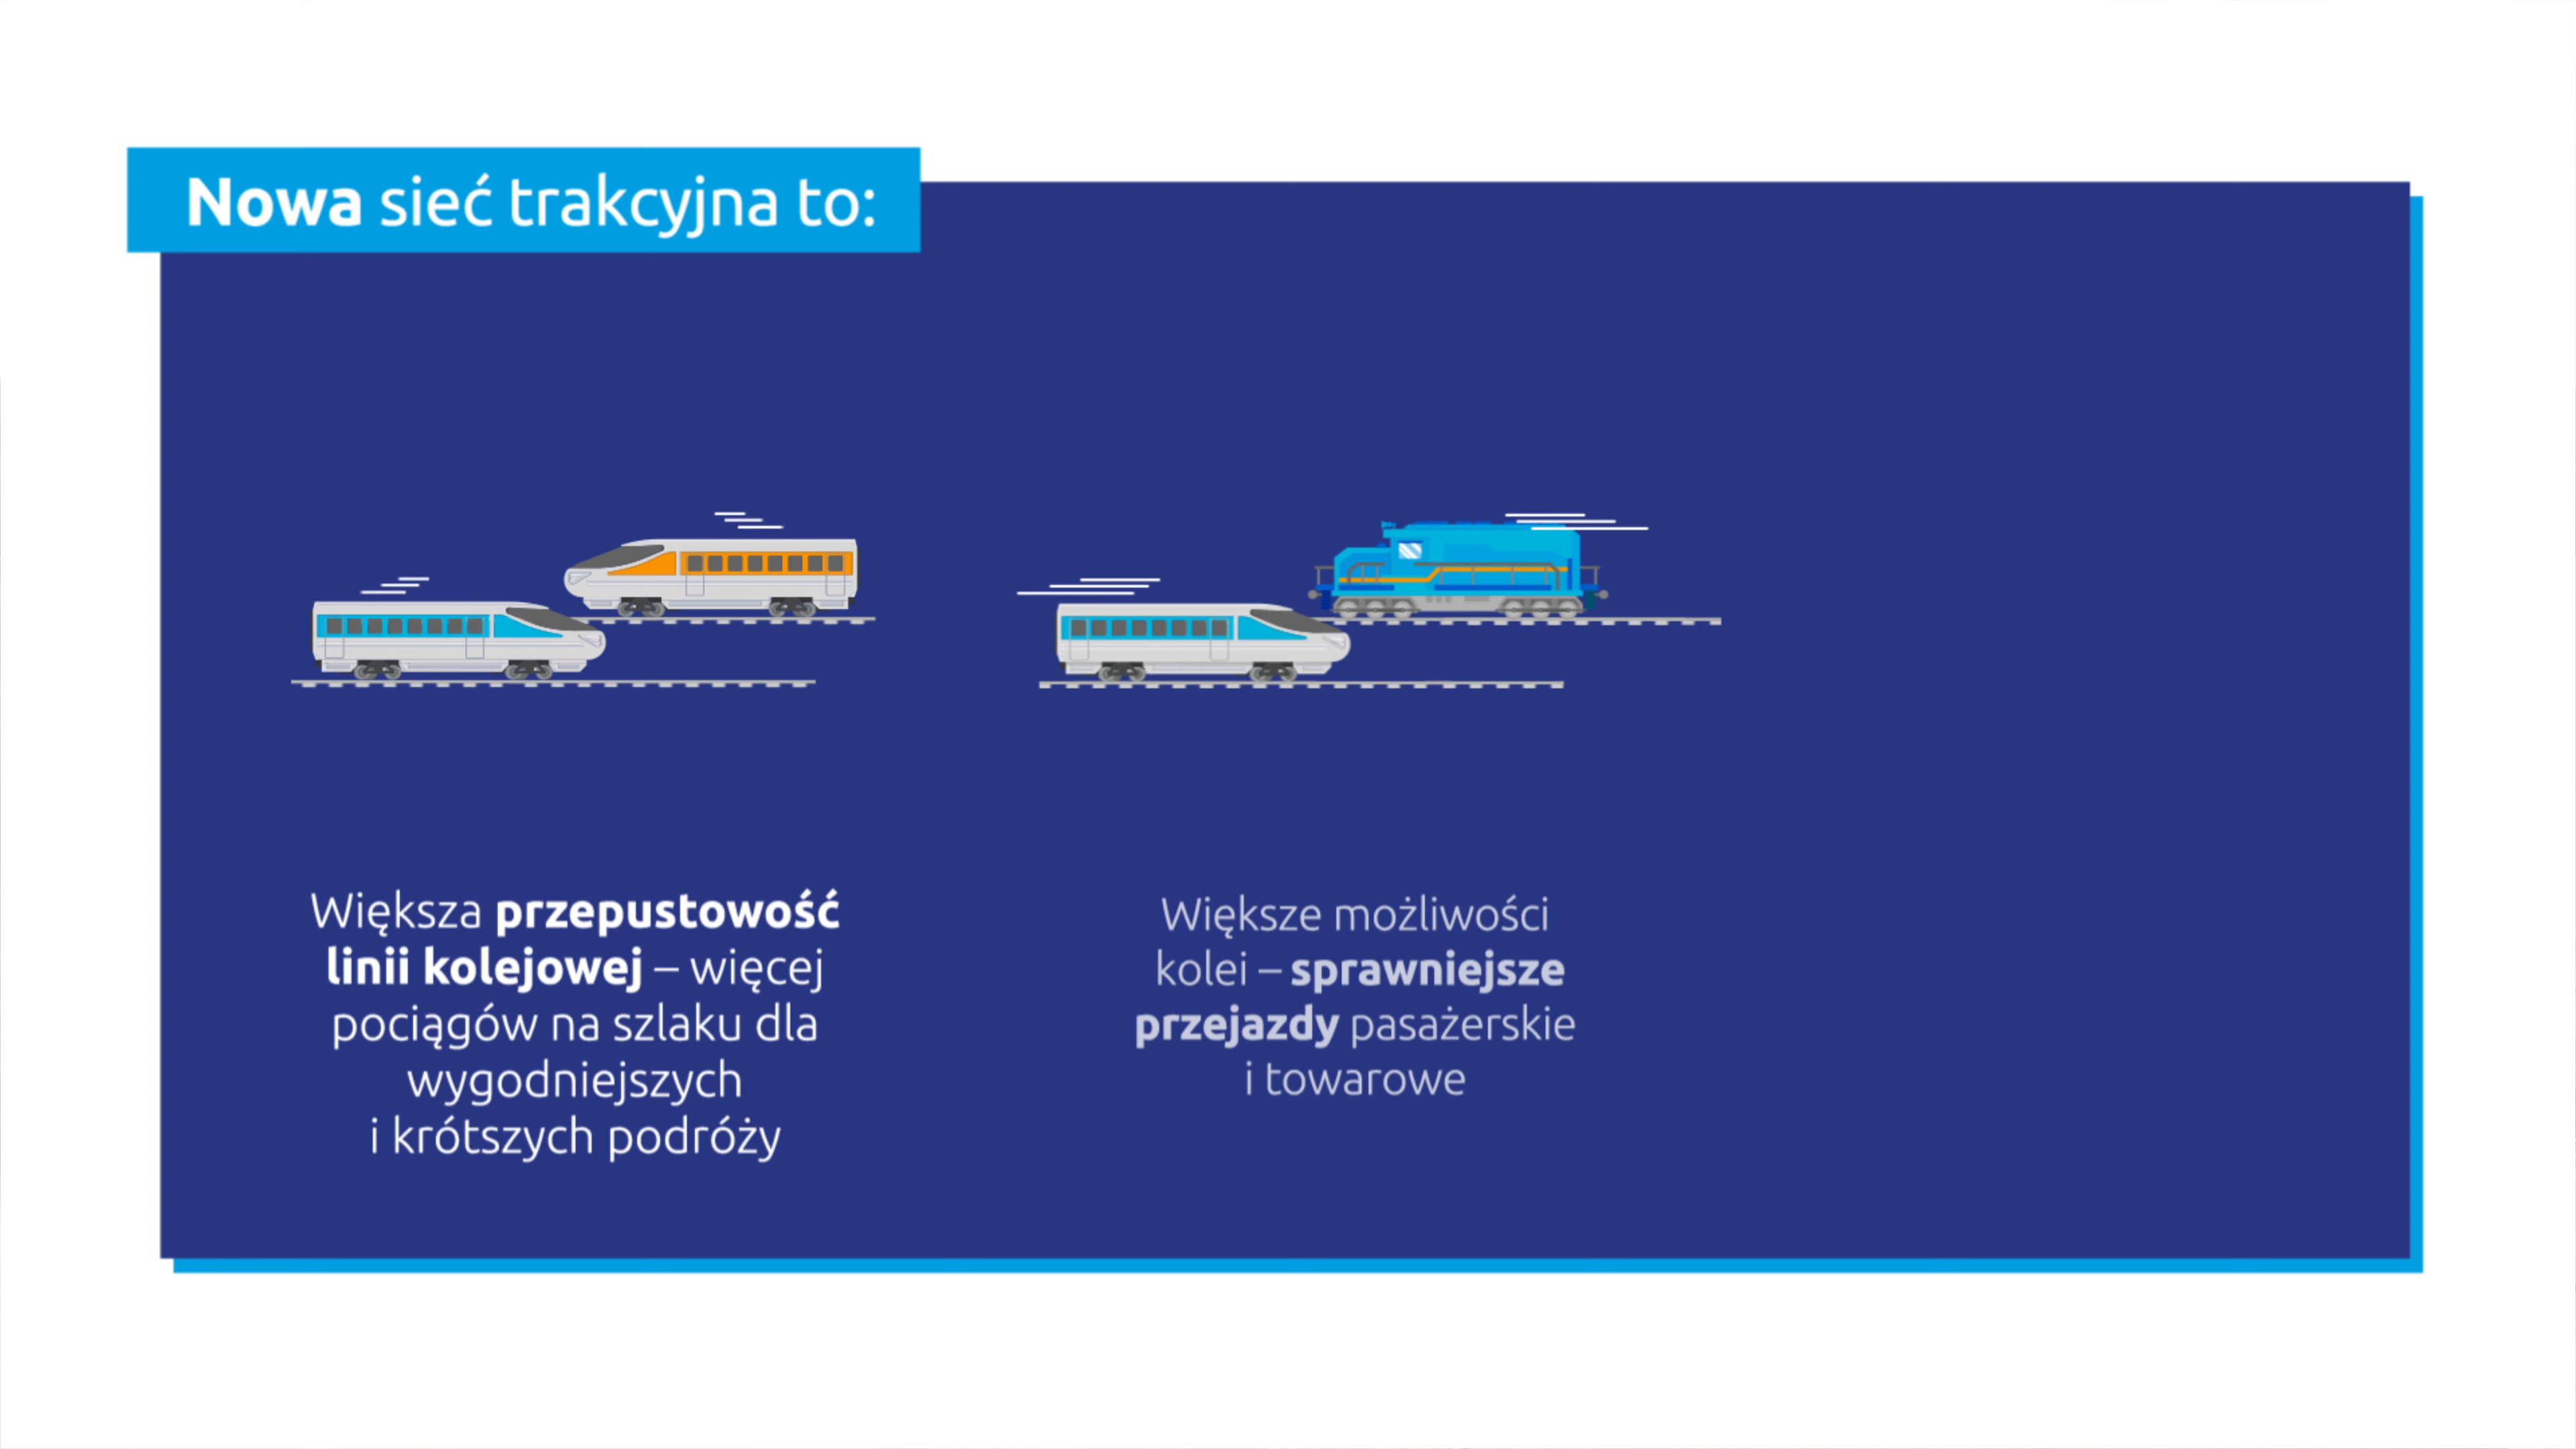 Nowa sieć trakcyjna to:
Większa przepustowość
linii kolejowej – więcej
pociągów na szlaku dla
wygodniejszych
i krótszych podróży
Większe możliwości
kolei – sprawniejsze
przejazdy pasażerskie
i towarowe